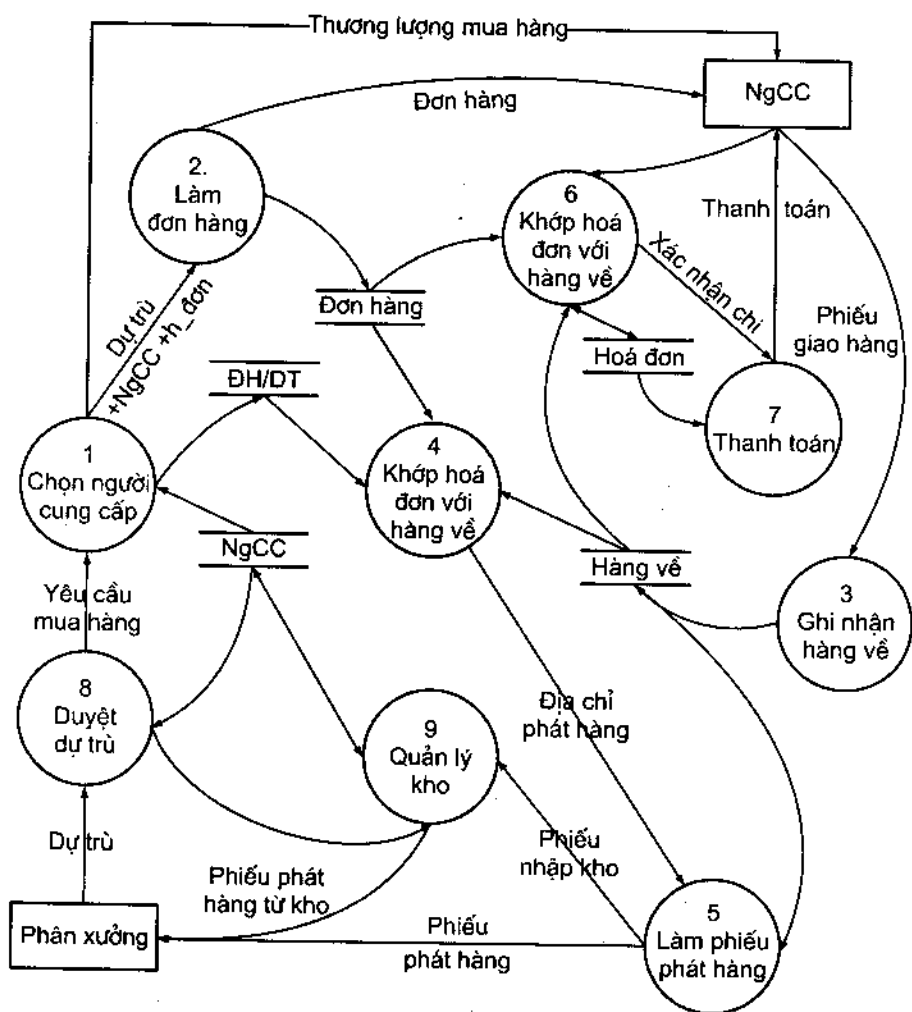 Thương lượng mua hàng
NgCC
Đơn hàng
2.
Làm
đơn hàng
6
Khớp hoá
đơn với
hàng về
Thanh toán
Xác nhận chi
Dự trù
+NgCC +h_đơn
Đơn hàng
Phiếu
giao hàng
Hoá đơn
ĐH/DT
7
Thanh toán
1
Chọn người
cung cấp
4
Khớp hoá
đơn với
hàng về
NgCC
Hàng về
3
Ghi nhận
hàng về
Yêu cầu
mua hàng
8
Duyệt
dự trù
9
Quản lý
kho
Địa chỉ
phát hàng
Dự trù
Phiếu phát
hàng từ kho
Phiếu
nhập kho
Phân xưởng
Phiếu
phát hàng
5
Làm phiếu
phát hàng